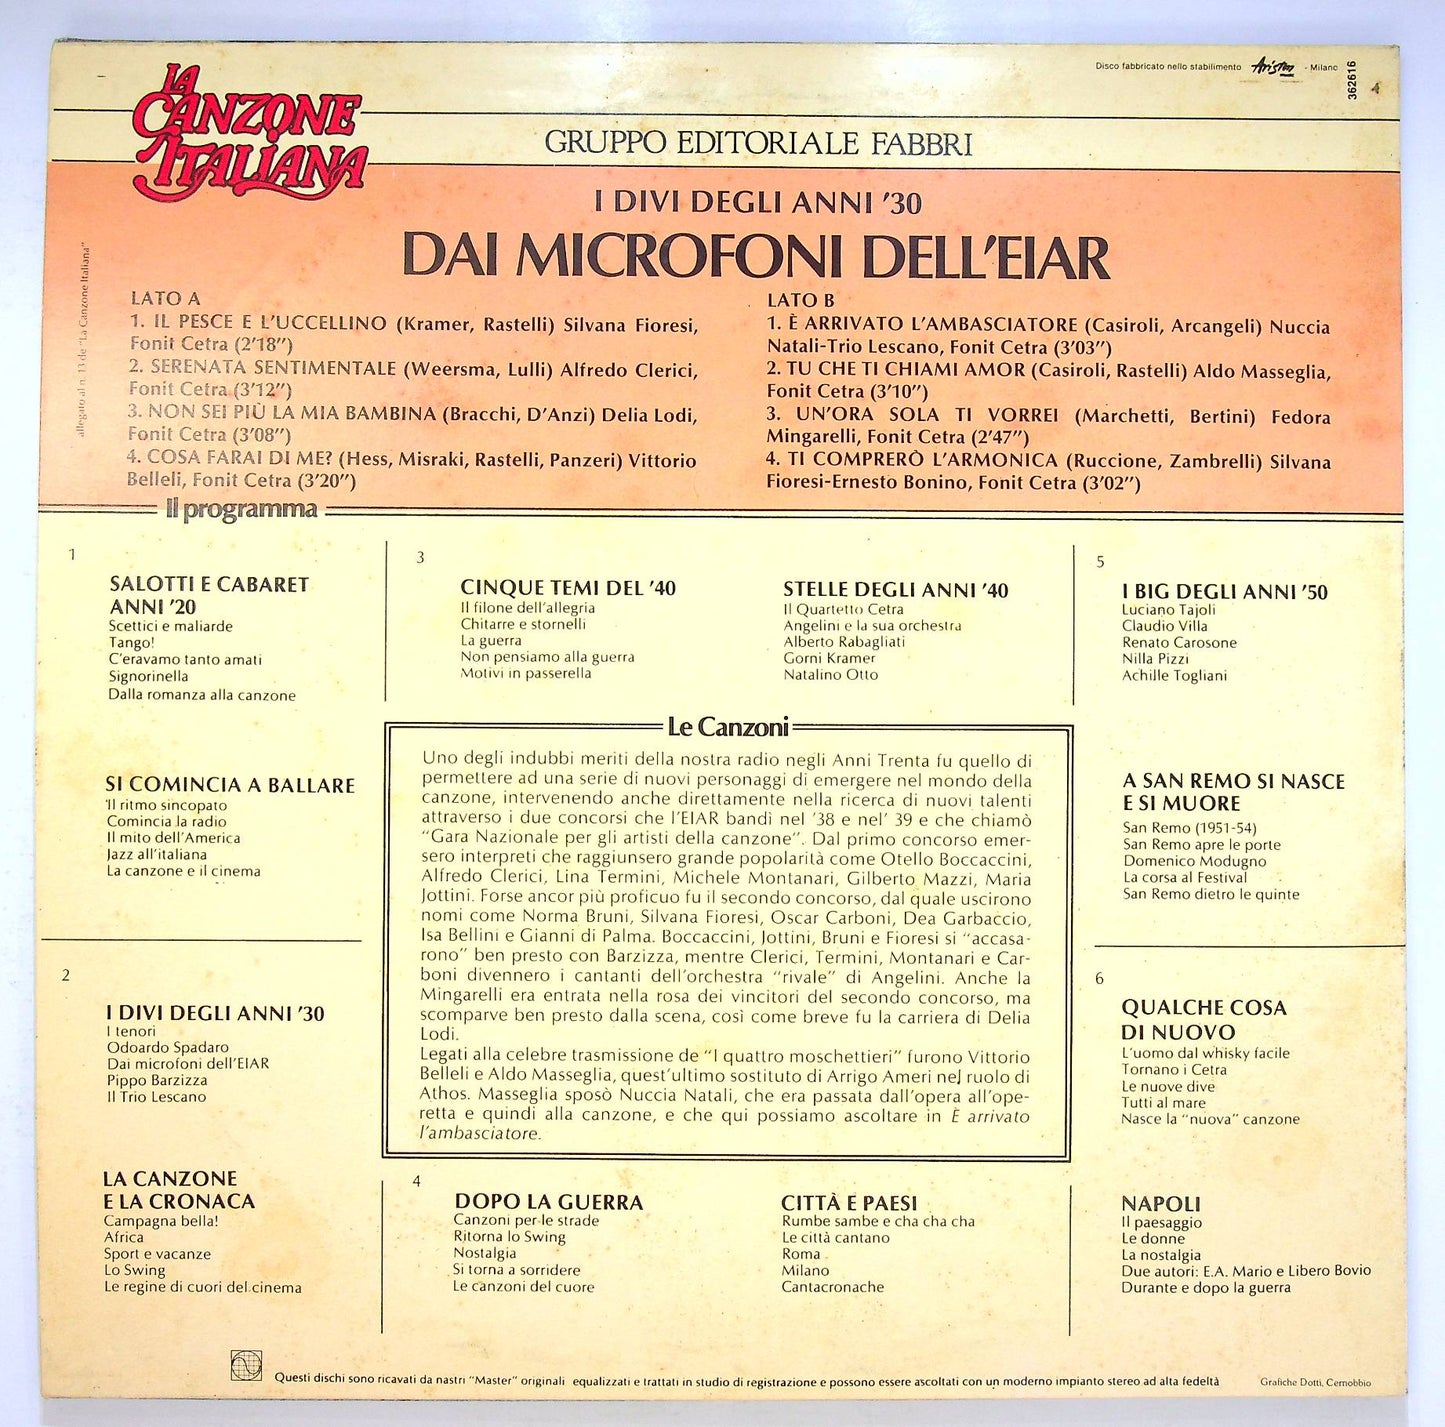 Disco fabbricato nello stabilimento Ariston - Milano
362616
4
LA
CANZONE
ITALIANA
GRUPPO EDITORIALE FABBRI
I DIVI DEGLI ANNI '30
DAI MICROFONI DELL'EIAR
allegato al n. 13 de "La Canzone Italiana"
LATO A
1. IL PESCE E L'UCCELLINO (Kramer, Rastelli) Silvana Fioresi,
Fonit Cetra (2'18")
2. SERENATA SENTIMENTALE (Weersma, Lulli) Alfredo Clerici,
Fonit Cetra (3'12")
3. NON SEI PIÙ LA MIA BAMBINA (Bracchi, D'Anzi) Delia Lodi,
Fonit Cetra (3'08")
4. COSA FARAI DI ME? (Hess, Misraki, Rastelli, Panzeri) Vittorio
Belleli, Fonit Cetra (3'20")
LATO B
1. È ARRIVATO L'AMBASCIATORE (Casiroli, Arcangeli) Nuccia
Natali-Trio Lescano, Fonit Cetra (3'03")
2. TU CHE TI CHIAMI AMOR (Casiroli, Rastelli) Aldo Masseglia,
Fonit Cetra (3'10")
3. UN'ORA SOLA TI VORREI (Marchetti, Bertini) Fedora
Mingarelli, Fonit Cetra (2'47")
4. TI COMPRERÒ L'ARMONICA (Ruccione, Zambrelli) Silvana
Fioresi-Ernesto Bonino, Fonit Cetra (3'02")
Il programma
1
SALOTTI E CABARET
ANNI '20
Scettici e maliarde
Tango!
C'eravamo tanto amati
Signorinella
Dalla romanza alla canzone
SI COMINCIA A BALLARE
Il ritmo sincopato
Comincia la radio
Il mito dell'America
Jazz all'italiana
La canzone e il cinema
2
I DIVI DEGLI ANNI '30
I tenori
Odoardo Spadaro
Dai microfoni dell'EIAR
Pippo Barzizza
Il Trio Lescano
LA CANZONE
E LA CRONACA
Campagna bella!
Africa
Sport e vacanze
Lo Swing
Le regine di cuori del cinema
3
CINQUE TEMI DEL '40
Il filone dell'allegria
Chitarre e stornelli
La guerra
Non pensiamo alla guerra
Motivi in passerella
STELLE DEGLI ANNI '40
Il Quartetto Cetra
Angelini e la sua orchestra
Alberto Rabagliati
Gorni Kramer
Natalino Otto
Le Canzoni
Uno degli indubbi meriti della nostra radio negli Anni Trenta fu quello di
permettere ad una serie di nuovi personaggi di emergere nel mondo della
canzone, intervenendo anche direttamente nella ricerca di nuovi talenti
attraverso i due concorsi che l'EIAR bandì nel '38 e nel' 39 e che chiamò
"Gara Nazionale per gli artisti della canzone". Dal primo concorso emer-
sero interpreti che raggiunsero grande popolarità come Otello Boccaccini,
Alfredo Clerici, Lina Termini, Michele Montanari, Gilberto Mazzi, Maria
Jottini. Forse ancor più proficuo fu il secondo concorso, dal quale uscirono
nomi come Norma Bruni, Silvana Fioresi, Oscar Carboni, Dea Garbaccio,
Isa Bellini e Gianni di Palma. Boccaccini, Jottini, Bruni e Fioresi si "accasa-
rono" ben presto con Barzizza, mentre Clerici, Termini, Montanari e Car-
boni divennero i cantanti dell'orchestra "rivale" di Angelini. Anche la
Mingarelli era entrata nella rosa dei vincitori del secondo concorso, ma
scomparve ben presto dalla scena, così come breve fu la carriera di Delia
Lodi.
Legati alla celebre trasmissione de "I quattro moschettieri" furono Vittorio
Belleli e Aldo Masseglia, quest'ultimo sostituto di Arrigo Ameri nel ruolo di
Athos. Masseglia sposò Nuccia Natali, che era passata dall'opera all'ope-
retta e quindi alla canzone, e che qui possiamo ascoltare in È arrivato
l'ambasciatore.
4
DOPO LA GUERRA
Canzoni per le strade
Ritorna lo Swing
Nostalgia
Si torna a sorridere
Le canzoni del cuore
CITTÀ E PAESI
Rumbe sambe e cha cha cha
Le città cantano
Roma
Milano
Cantacronache
5
I BIG DEGLI ANNI '50
Luciano Tajoli
Claudio Villa
Renato Carosone
Nilla Pizzi
Achille Togliani
A SAN REMO SI NASCE
E SI MUORE
San Remo (1951-54)
San Remo apre le porte
Domenico Modugno
La corsa al Festival
San Remo dietro le quinte
6
QUALCHE COSA
DI NUOVO
L'uomo dal whisky facile
Tornano i Cetra
Le nuove dive
Tutti al mare
Nasce la "nuova" canzone
NAPOLI
Il paesaggio
Le donne
La nostalgia
Due autori: E.A. Mario e Libero Bovio
Durante e dopo la guerra
Questi dischi sono ricavati da nastri "Master" originali equalizzati e trattati in studio di registrazione e possono essere ascoltati con un moderno impianto stereo ad alta fedeltà
Grafiche Dotti, Cernobbio